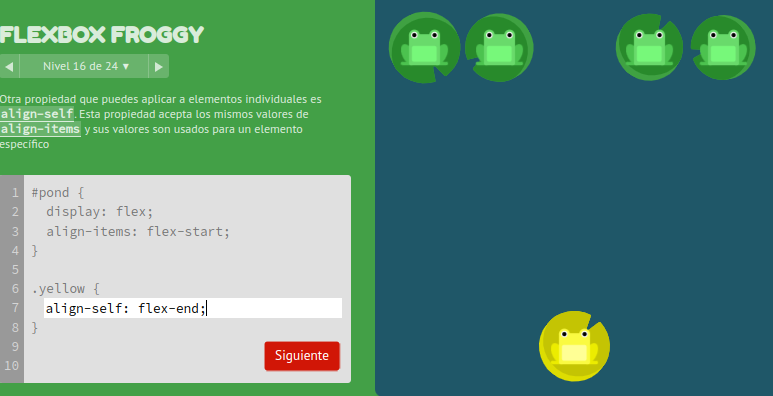 FLEXBOX FROGGY
Nivel 16 de 24 ▼
Otra propiedad que puedes aplicar a elementos individuales es
align-self. Esta propiedad acepta los mismos valores de
align-items y sus valores son usados para un elemento
específico
1 #pond {
2 display: flex;
3 align-items: flex-start;
4 }
5
6 .yellow {
7 align-self: flex-end;
8 }
9
10
Siguiente